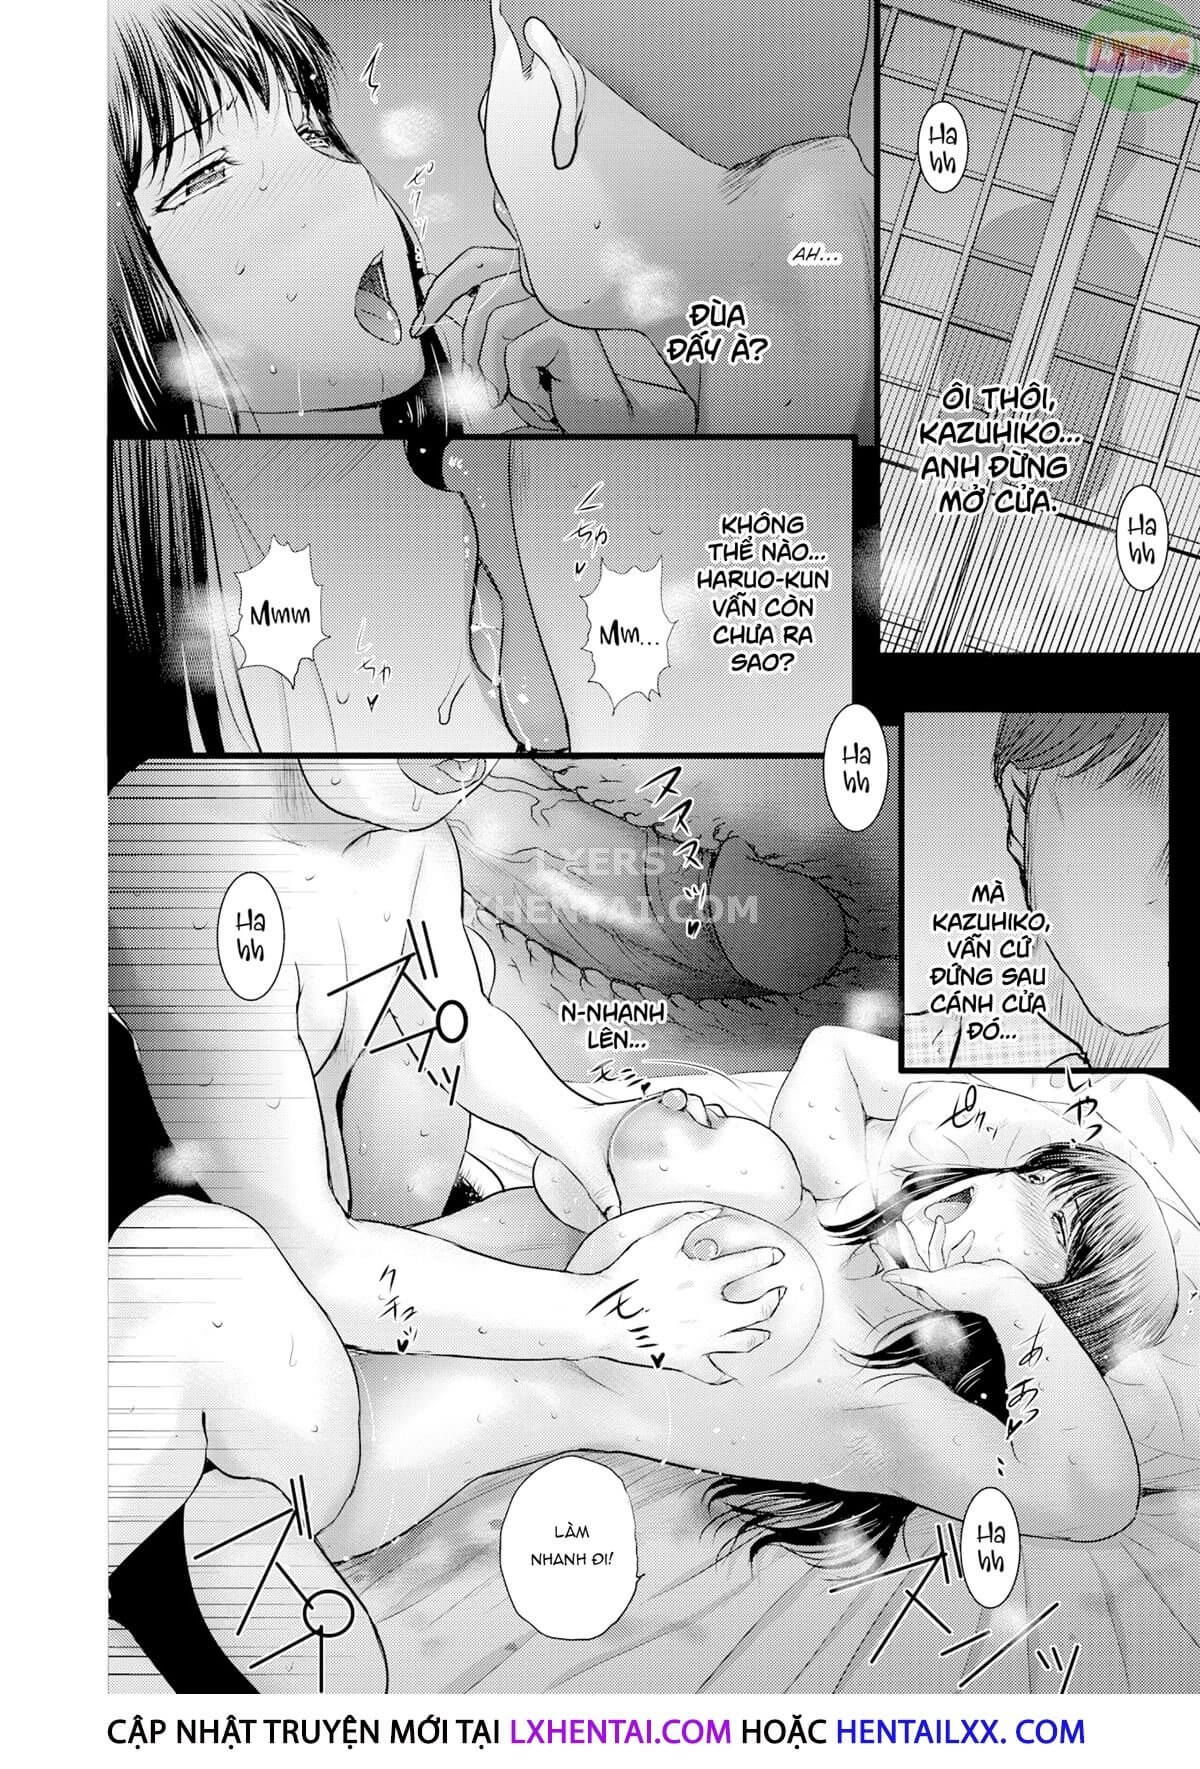 LXERS
Ha
hh
ÔI THÔI,
KAZUHIKO...
ANH ĐỪNG
MỞ CỬA.
Ha
hh
AH...
ĐÙA
ĐẤY À?
KHÔNG
THỂ NÀO...
HARUO-KUN
VẪN CÒN
CHƯA RA
SAO?
Mm...
Mmm
MÀ
KAZUHIKO,
VẪN CỨ
ĐỨNG SAU
CÁNH CỬA
ĐÓ...
Ha
hh
LXERS
XHENTAI.COM
N-NHANH
LÊN...
Ha
hh
LÀM
NHANH ĐI!
Ha
hh
CẬP NHẬT TRUYỆN MỚI TẠI LXHENTAI.COM HOẶC HENTAILXX. COM